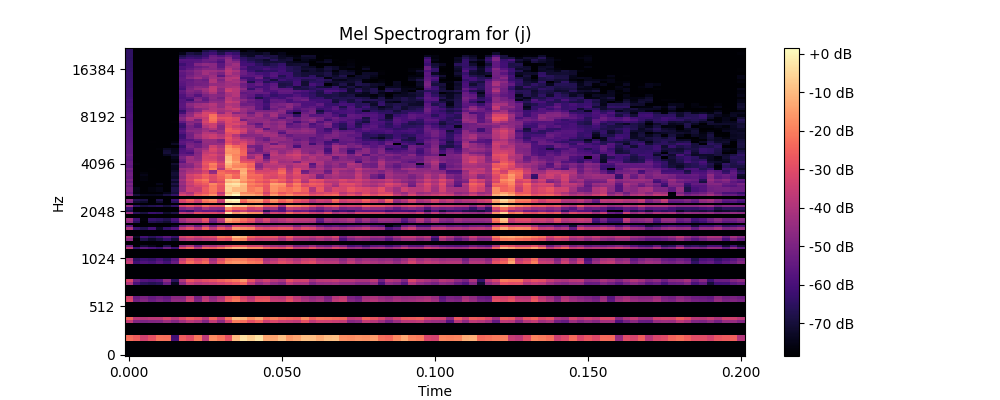 Mel Spectrogram for (j)
Hz
16384
8192
4096
2048
1024
512
0
0.000 0.050 0.100 0.150 0.200
Time
+0 dB
-10 dB
-20 dB
-30 dB
-40 dB
-50 dB
-60 dB
-70 dB